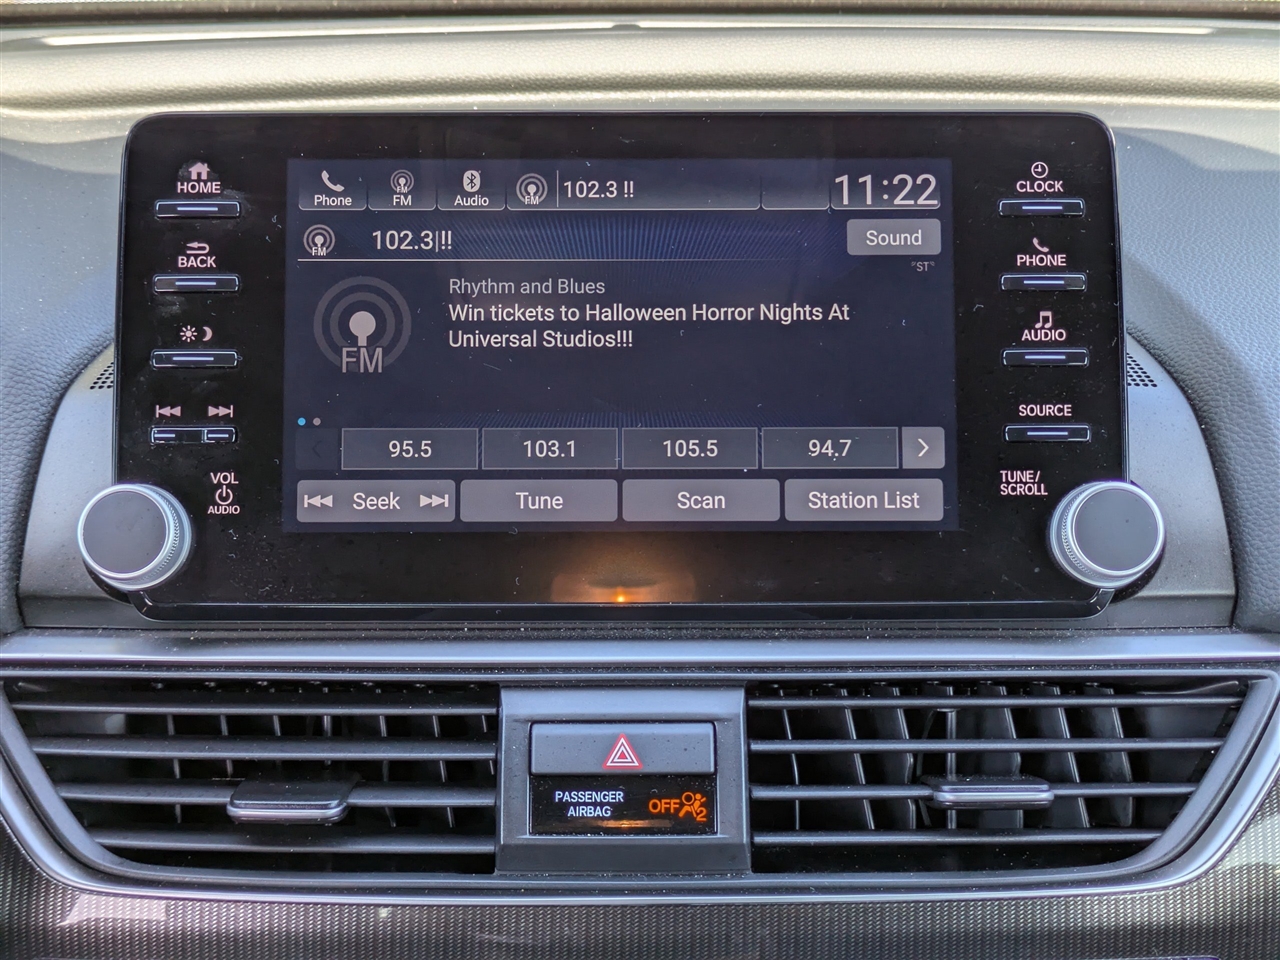 HOME
BACK
VOL
AUDIO
Phone
FM
Audio
FM
102.3 !!
11:22
FM
102.3|!!
Sound
"ST"
FM
Rhythm and Blues
Win tickets to Halloween Horror Nights At
Universal Studios!!!
95.5
103.1
105.5
94.7
Seek
Tune
Scan
Station List
CLOCK
PHONE
AUDIO
SOURCE
TUNE/
SCROLL
PASSENGER
AIRBAG
OFF
2